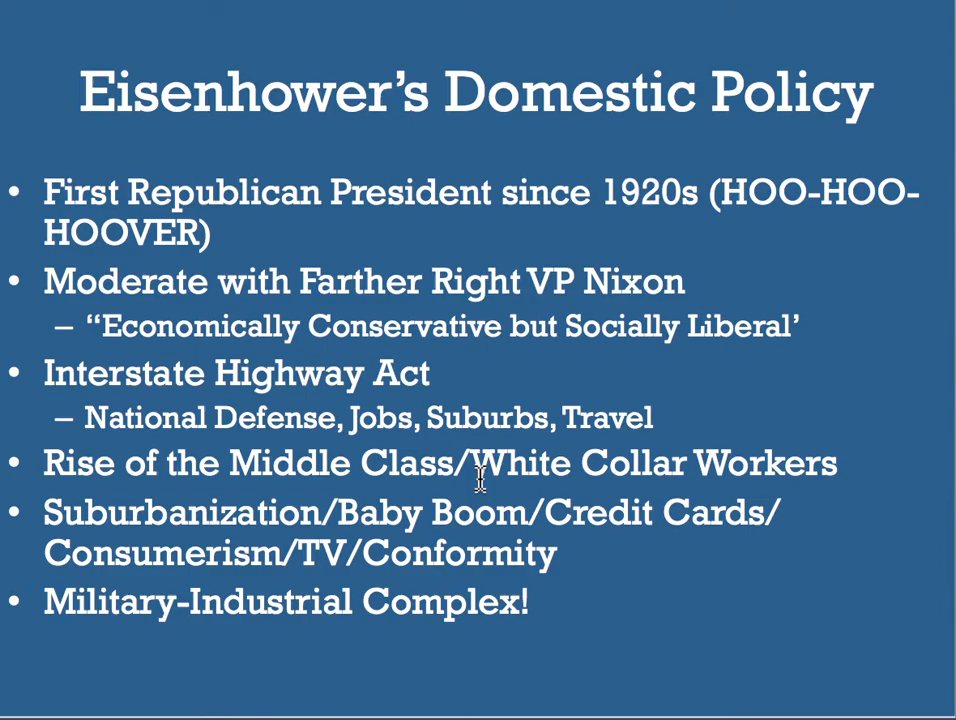 Eisenhower’s Domestic Policy
• First Republican President since 1920s (HOO-HOO-
HOOVER)
• Moderate with Farther Right VP Nixon
– “Economically Conservative but Socially Liberal’
• Interstate Highway Act
– National Defense, Jobs, Suburbs, Travel
• Rise of the Middle Class/White Collar Workers
• Suburbanization/Baby Boom/Credit Cards/
Consumerism/TV/Conformity
• Military-Industrial Complex!